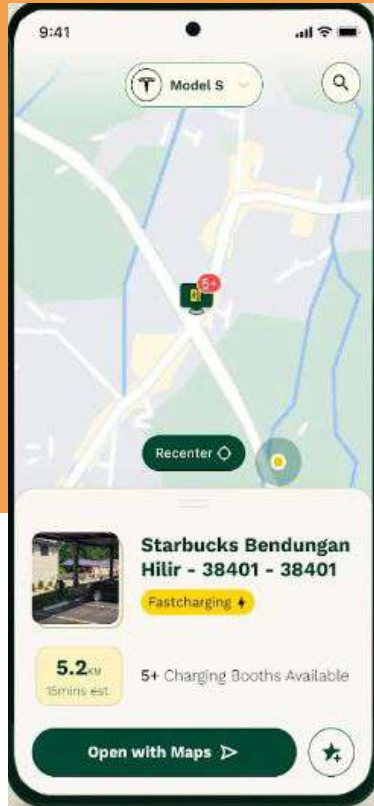 9:41
Model S
5+
Recenter
Starbucks Bendungan
Hilir - 38401 - 38401
Fastcharging
5.2KM
15mins est
5+ Charging Booths Available
Open with Maps